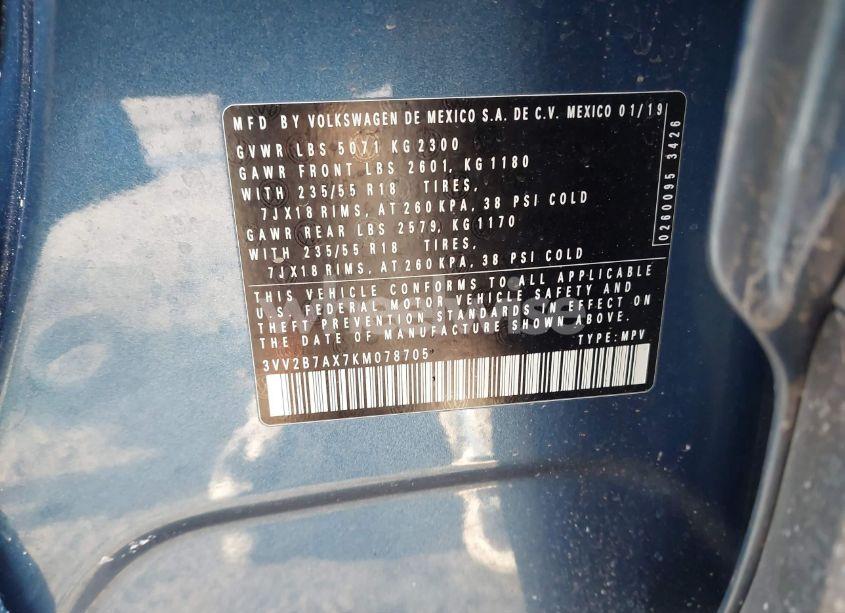 MFD BY VOLKSWAGEN DE MEXICO S.A. DE C.V. MEXICO 01/19
GVWR LBS 5071 KG 2300
GAWR FRONT LBS 2601, KG 1180
WITH 235/55 R18 TIRES,
7JX18 RIMS, AT 260 KPA, 38 PSI COLD
GAWR REAR LBS 2579, KG 1170
WITH 235/55 R18 TIRES,
7JX18 RIMS, AT 260 KPA, 38 PSI COLD
THIS VEHICLE CONFORMS TO ALL APPLICABLE
U.S. FEDERAL MOTOR VEHICLE SAFETY AND
THEFT PREVENTION STANDARDS IN EFFECT ON
THE DATE OF MANUFACTURE SHOWN ABOVE.
TYPE: MPV
3VV2B7AX7KM078705
0260095 3426